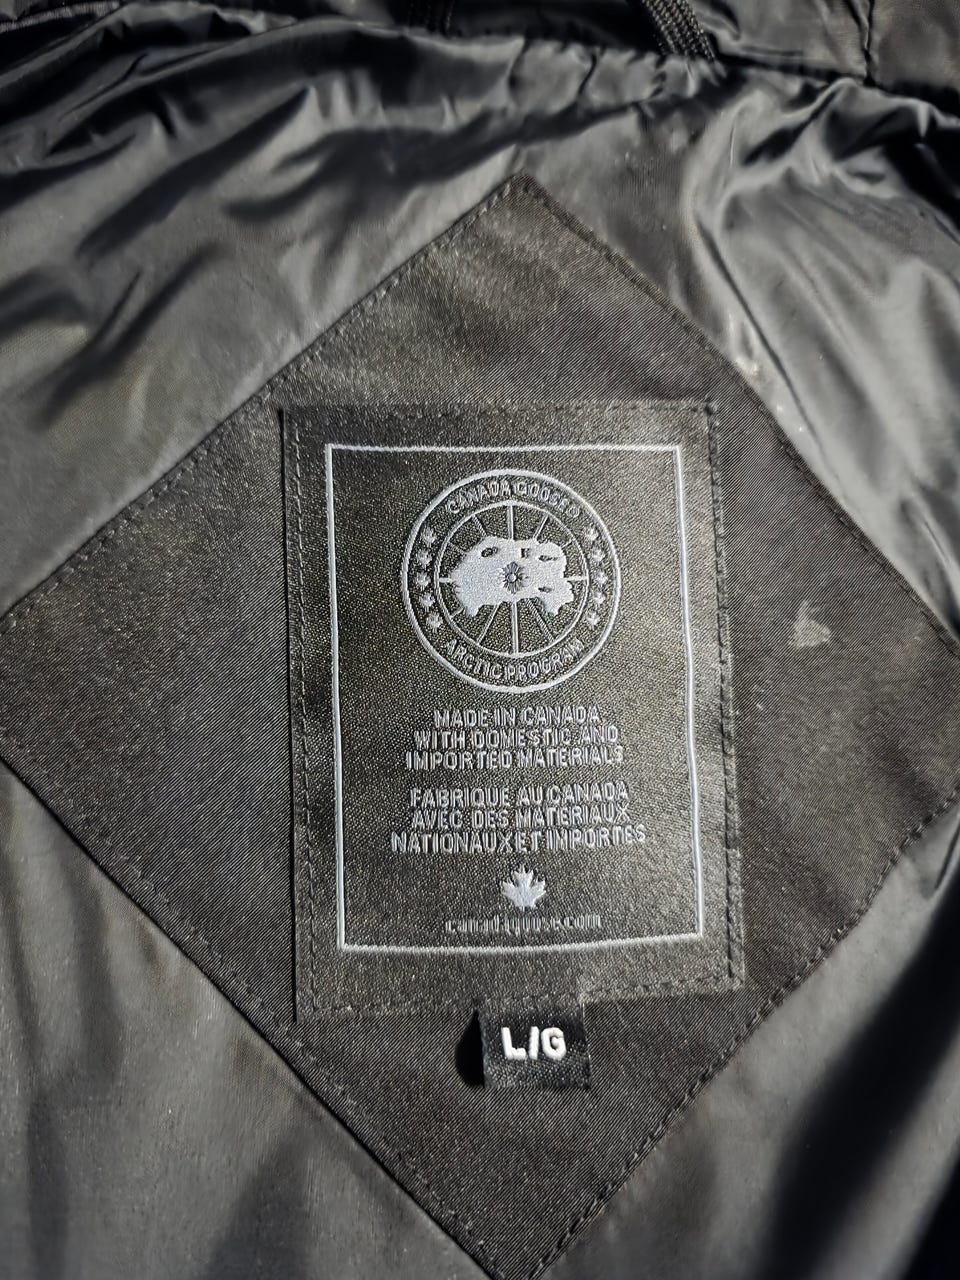 CANADA GOOSE®
ARCTIC PROGRAM
MADE IN CANADA
WITH DOMESTIC AND
IMPORTED MATERIALS
FABRIQUE AU CANADA
AVEC DES MATERIAUX
NATIONAUX ET IMPORTES
canadagoose.com
L/G